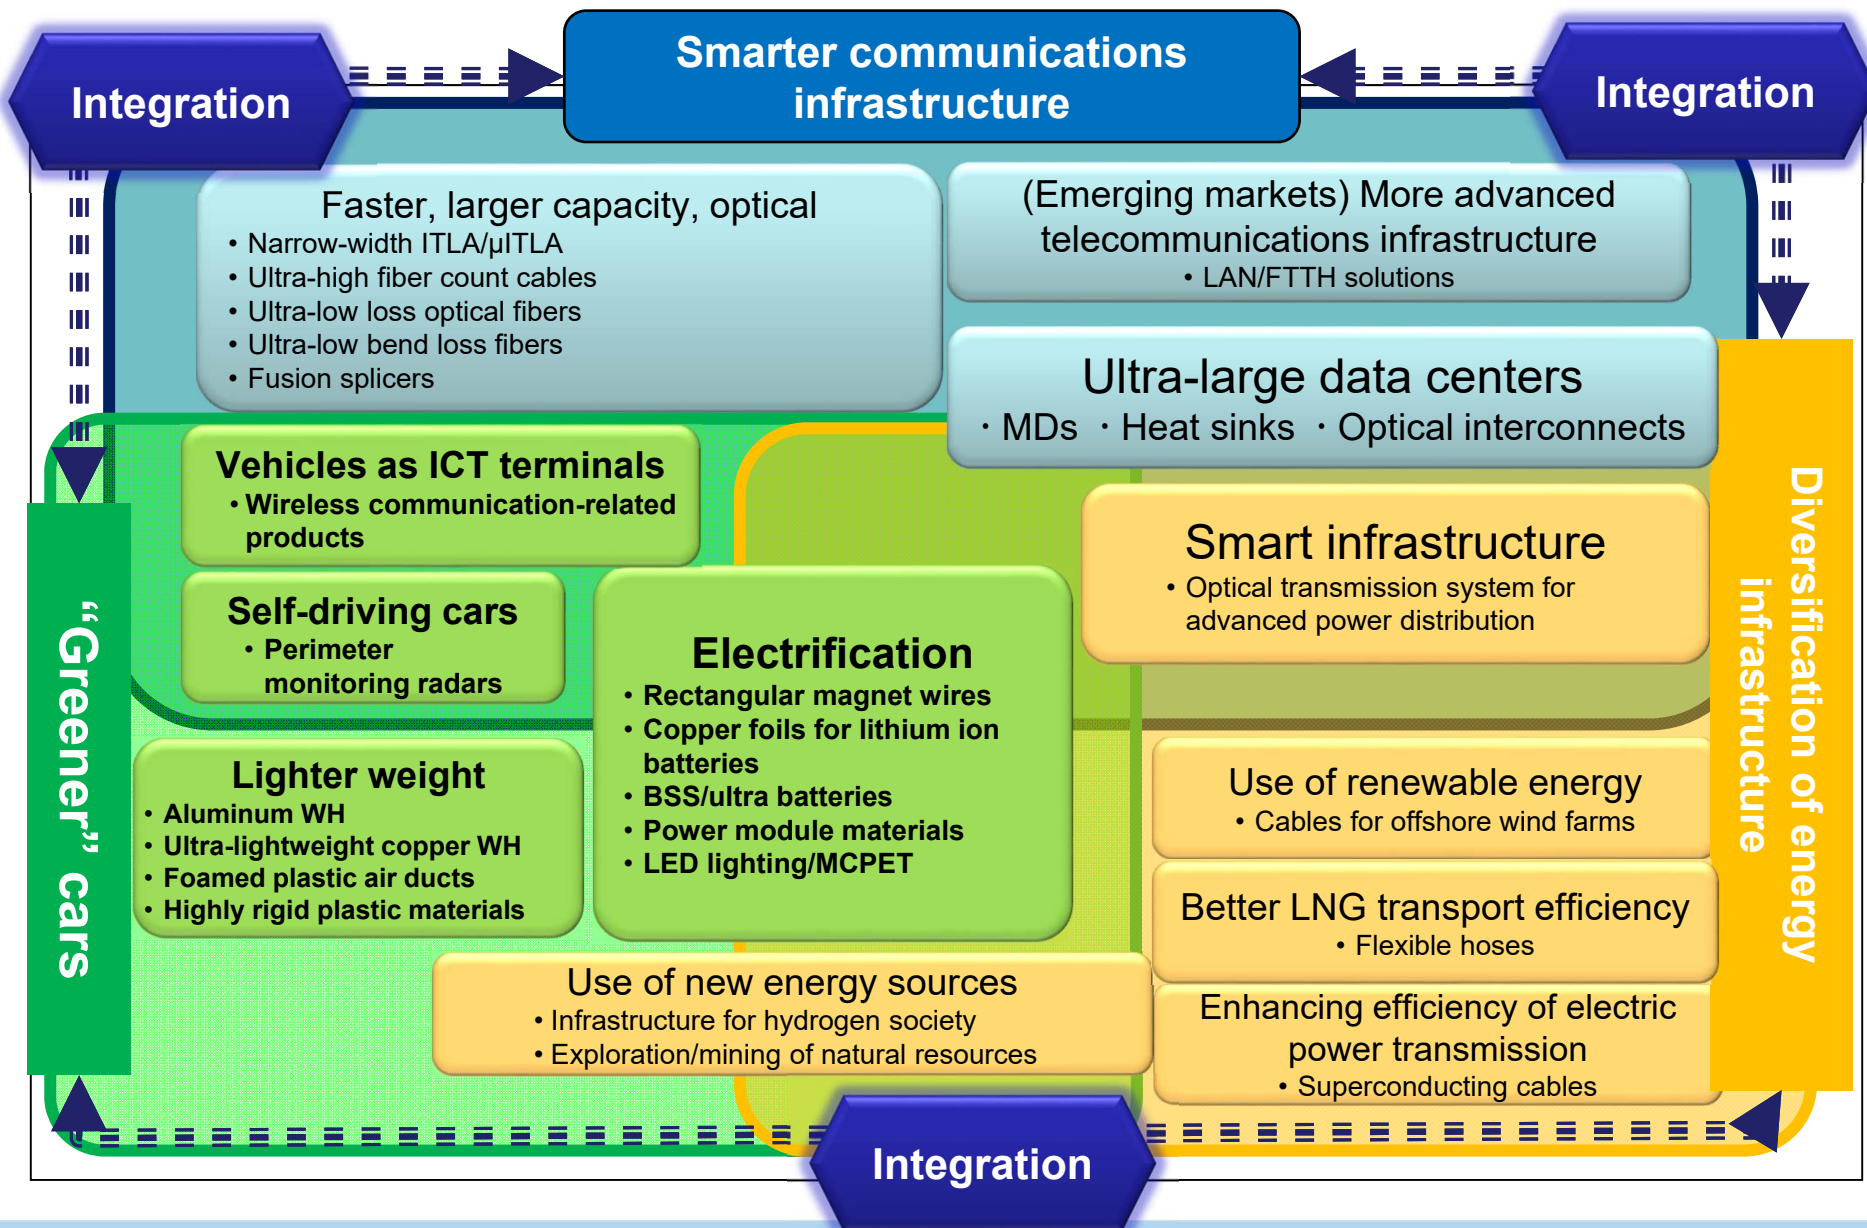 Integration
Smarter communications
infrastructure
Integration
Faster, larger capacity, optical
• Narrow-width ITLA/µITLA
• Ultra-high fiber count cables
• Ultra-low loss optical fibers
• Ultra-low bend loss fibers
• Fusion splicers
(Emerging markets) More advanced
telecommunications infrastructure
• LAN/FTTH solutions
Ultra-large data centers
・MDs ・Heat sinks ・Optical interconnects
Vehicles as ICT terminals
• Wireless communication-related
products
Self-driving cars
• Perimeter
monitoring radars
Electrification
• Rectangular magnet wires
• Copper foils for lithium ion
batteries
• BSS/ultra batteries
• Power module materials
• LED lighting/MCPET
Smart infrastructure
• Optical transmission system for
advanced power distribution
Lighter weight
• Aluminum WH
• Ultra-lightweight copper WH
• Foamed plastic air ducts
• Highly rigid plastic materials
Use of renewable energy
• Cables for offshore wind farms
Better LNG transport efficiency
• Flexible hoses
Use of new energy sources
• Infrastructure for hydrogen society
• Exploration/mining of natural resources
Enhancing efficiency of electric
power transmission
• Superconducting cables
“Greener” cars
Diversification of energy
infrastructure
Integration